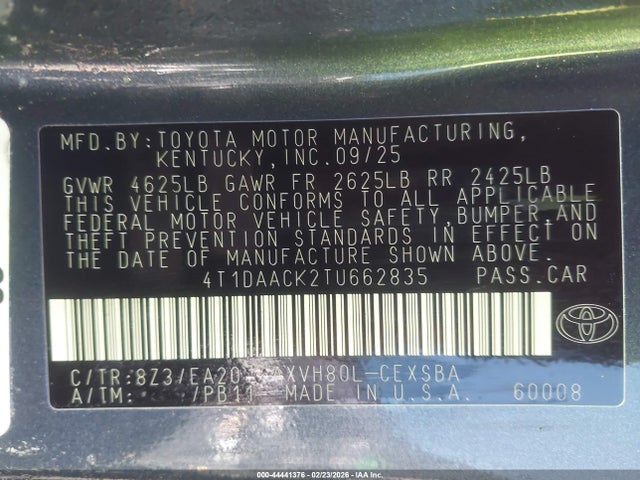 MFD.BY:TOYOTA MOTOR MANUFACTURING,
KENTUCKY,INC.09/25
GVWR 4625LB GAWR FR 2625LB RR 2425LB
THIS VEHICLE CONFORMS TO ALL APPLICABLE
FEDERAL MOTOR VEHICLE SAFETY,BUMPER AND
THEFT PREVENTION STANDARDS IN EFFECT ON
THE DATE OF MANUFACTURE SHOWN ABOVE.
4T1DAACK2TU662835 PASS.CAR
C/TR:8Z3/EA20 AXVH80L-CEXSBA
A/TM: /PB11 MADE IN U.S.A. 60008
000-44441376 - 02/23/2026 - IAA Inc.